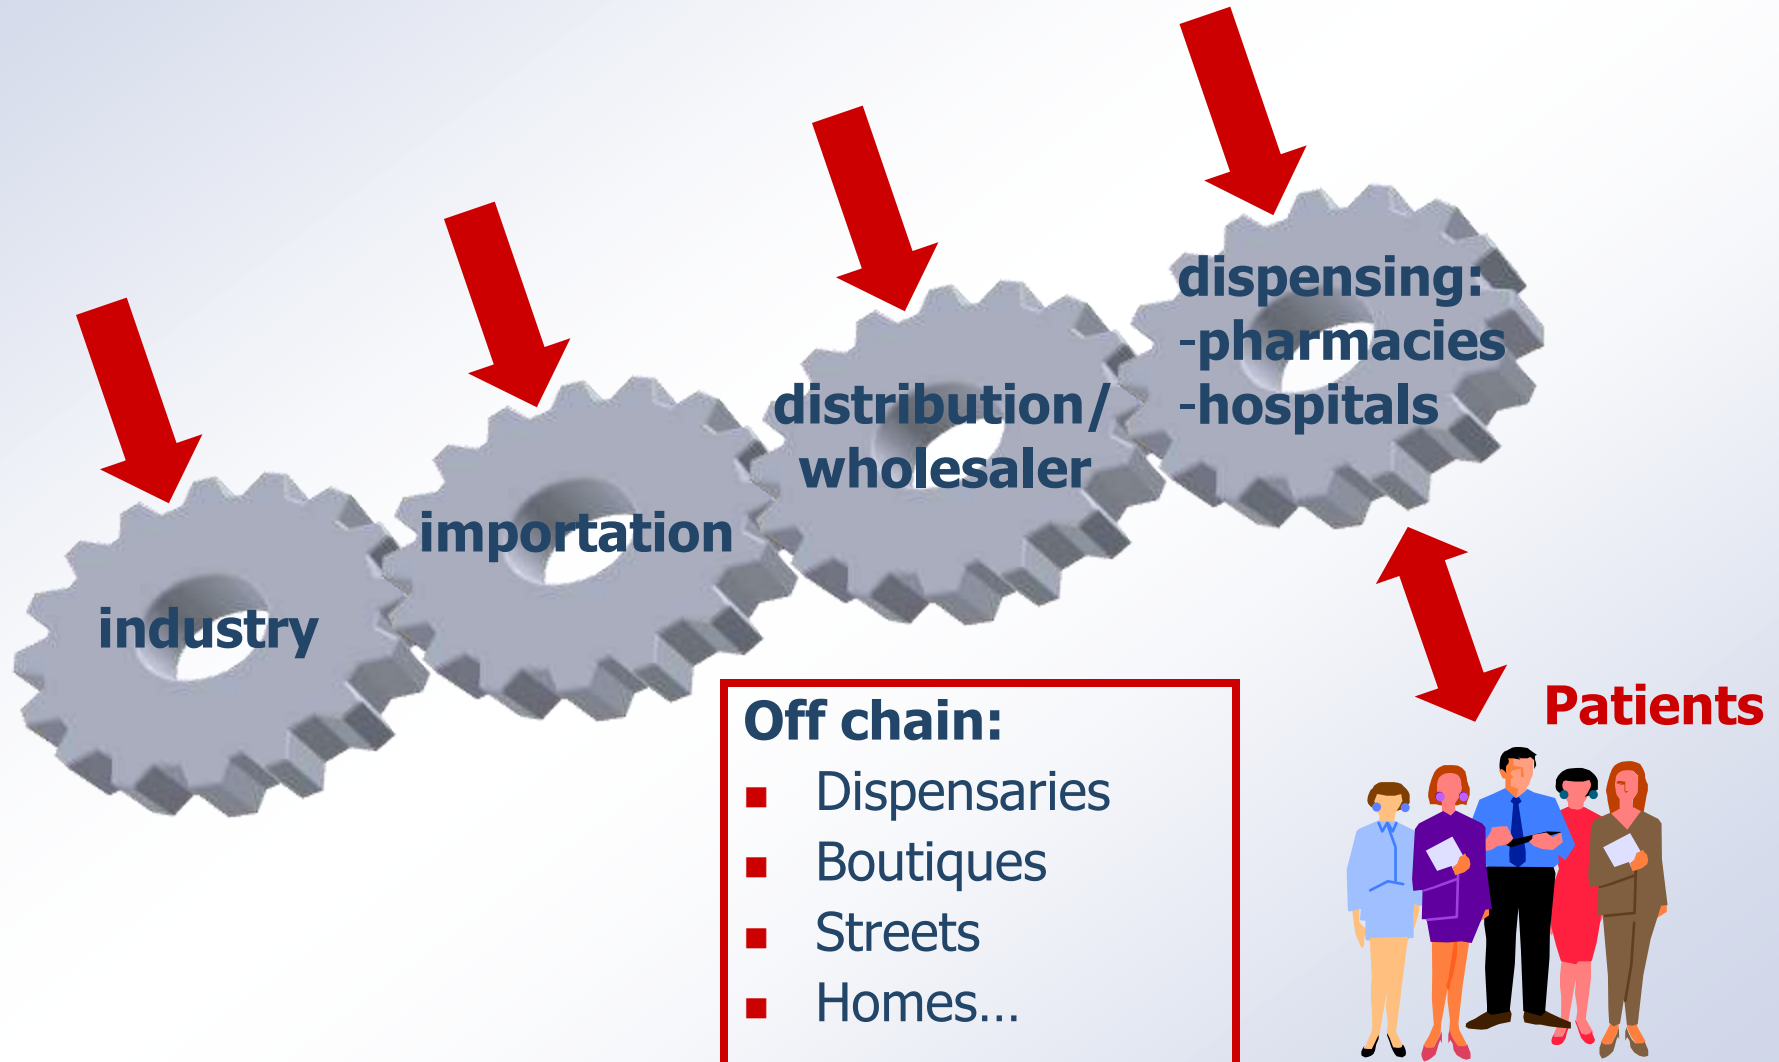 industry
importation
distribution/
wholesaler
dispensing:
-pharmacies
-hospitals
Patients
Off chain:
▪ Dispensaries
▪ Boutiques
▪ Streets
▪ Homes...